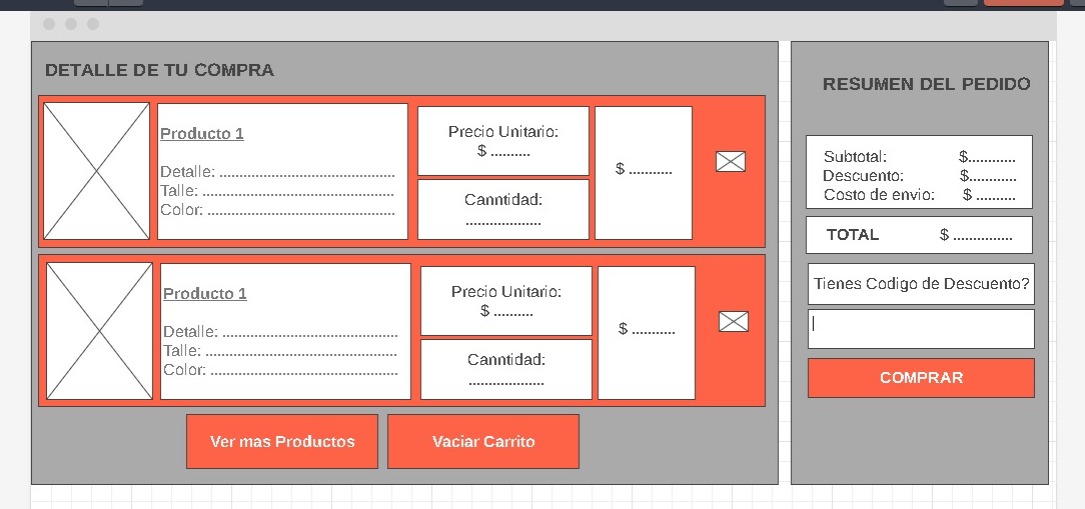 DETALLE DE TU COMPRA
Producto 1
Detalle: ........................................
Talle: ...........................................
Color: ..........................................
Precio Unitario:
$ .........
Canntidad:
.................
$ ..........
Producto 1
Detalle: ........................................
Talle: ...........................................
Color: ..........................................
Precio Unitario:
$ .........
Canntidad:
.................
$ ..........
Ver mas Productos
Vaciar Carrito
RESUMEN DEL PEDIDO
Subtotal: $...........
Descuento: $...........
Costo de envio: $ .........
TOTAL $ ..............
Tienes Codigo de Descuento?
COMPRAR